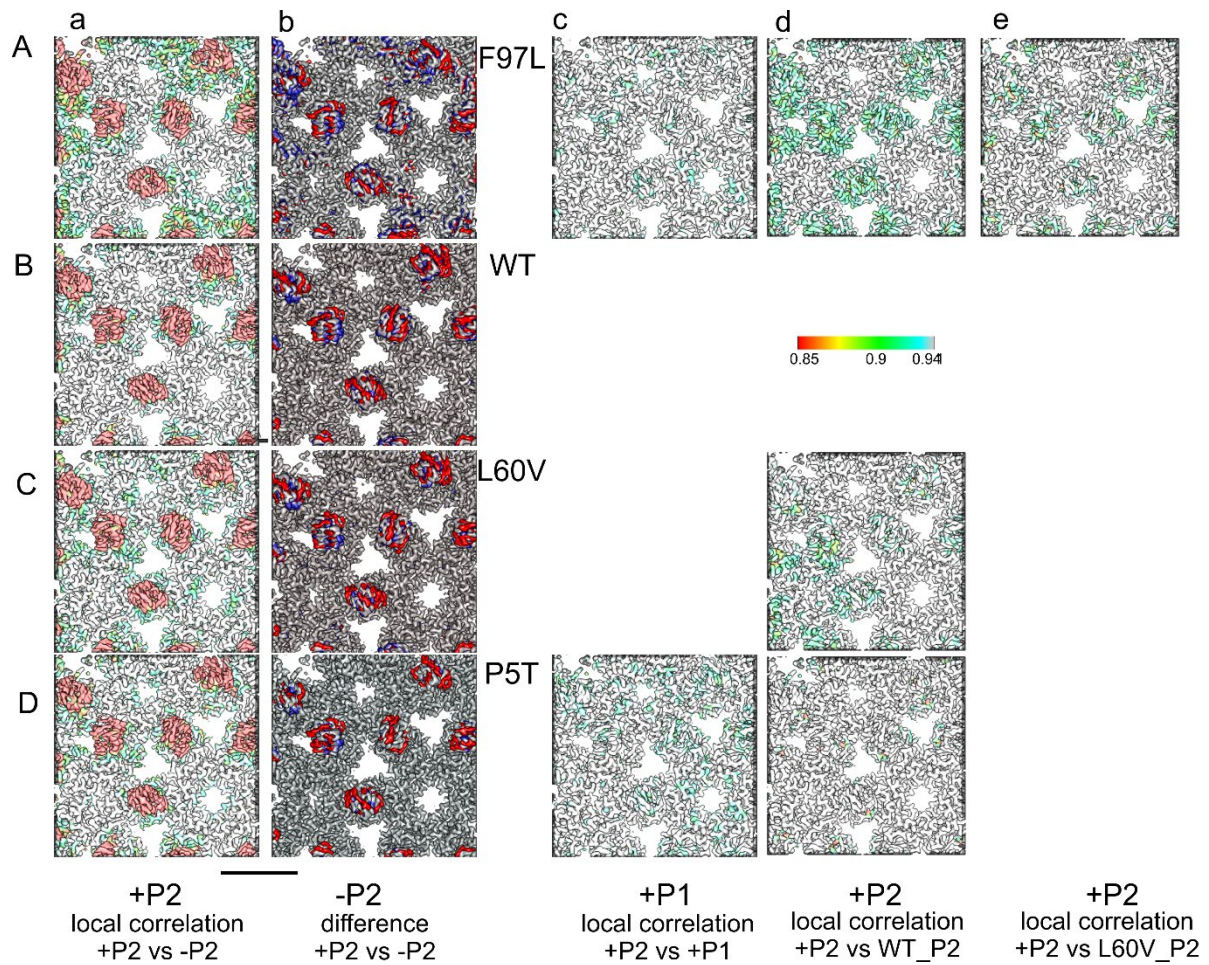 a b c d e
A F97L
B WT
0.85 0.9 0.94 1
C L60V
D P5T
+P2 -P2 +P1 +P2 +P2
local correlation difference local correlation local correlation local correlation
+P2 vs -P2 +P2 vs -P2 +P2 vs +P1 +P2 vs WT_P2 +P2 vs L60V_P2